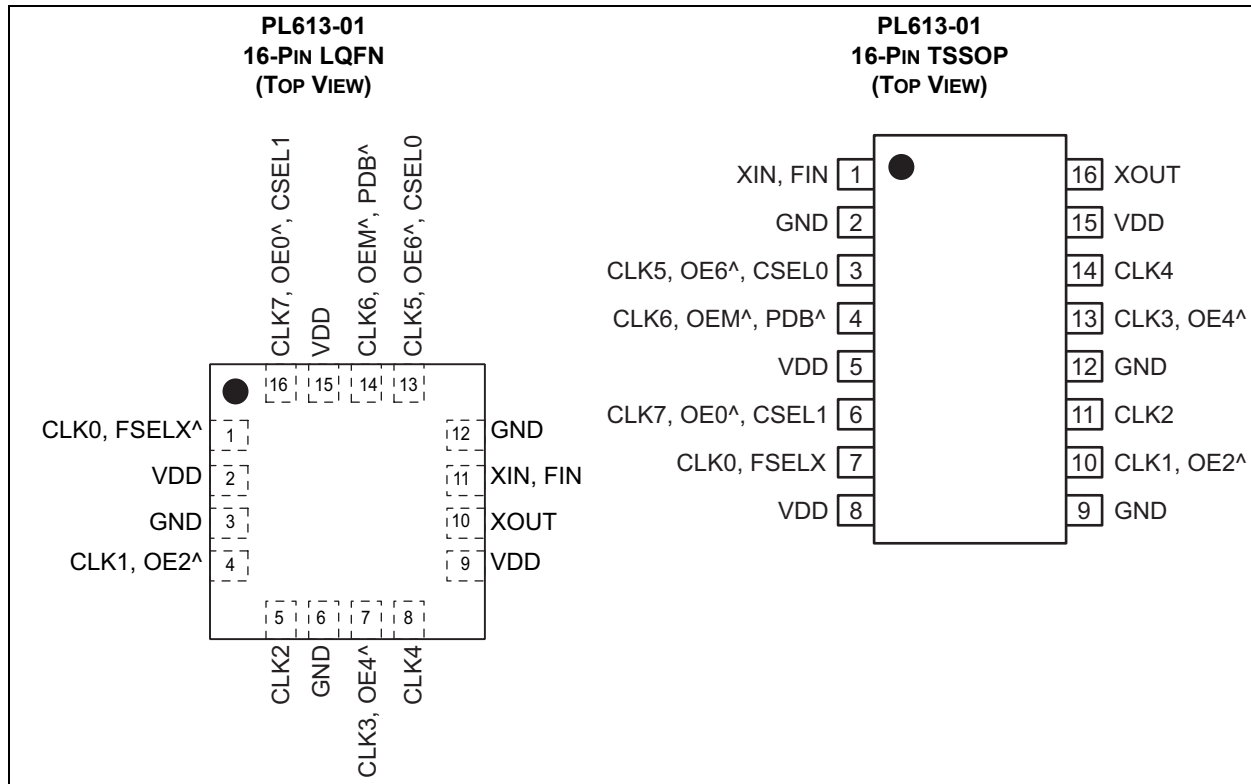 PL613-01
16-PIN LQFN
(TOP VIEW)
CLK7, OE0^, CSEL1
VDD
CLK6, OEM^, PDB^
CLK5, OE6^, CSEL0
16
15
14
13
CLK0, FSELX^ 1
VDD 2
GND 3
CLK1, OE2^ 4
12 GND
11 XIN, FIN
10 XOUT
9 VDD
5
6
7
8
CLK2
GND
CLK3, OE4^
CLK4
PL613-01
16-PIN TSSOP
(TOP VIEW)
XIN, FIN 1
GND 2
CLK5, OE6^, CSEL0 3
CLK6, OEM^, PDB^ 4
VDD 5
CLK7, OE0^, CSEL1 6
CLK0, FSELX 7
VDD 8
16 XOUT
15 VDD
14 CLK4
13 CLK3, OE4^
12 GND
11 CLK2
10 CLK1, OE2^
9 GND